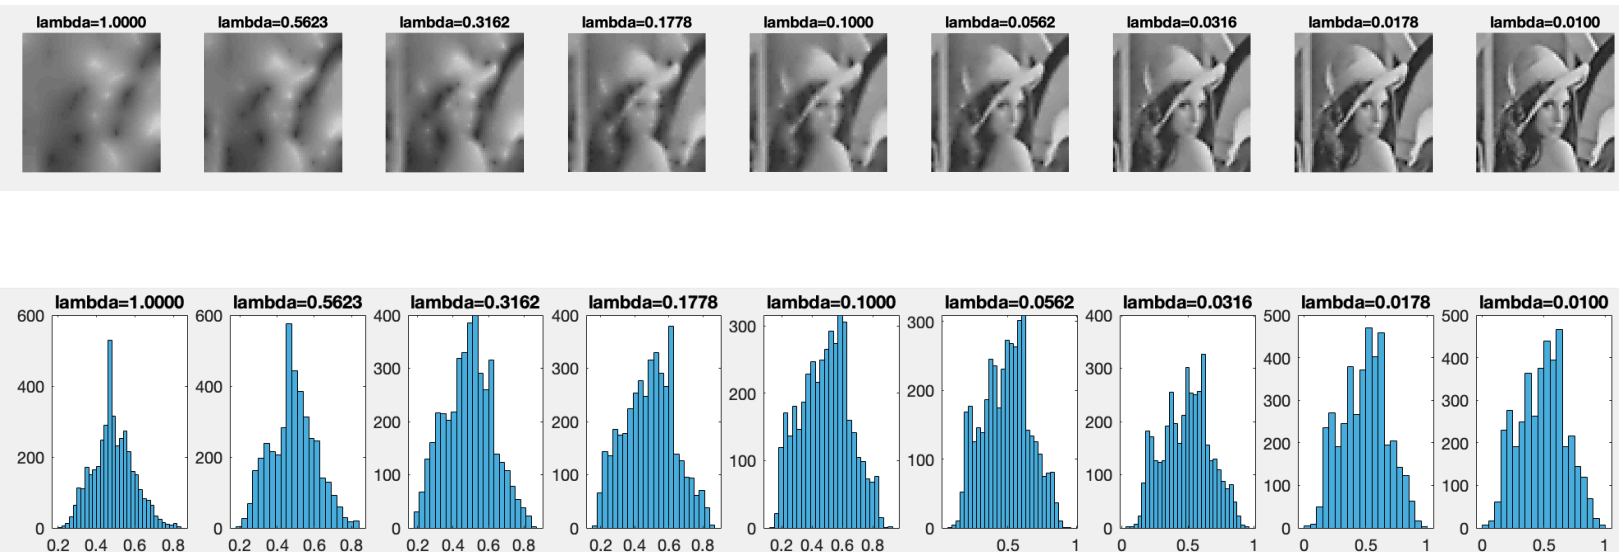 lambda=1.0000 lambda=0.5623 lambda=0.3162 lambda=0.1778 lambda=0.1000 lambda=0.0562 lambda=0.0316 lambda=0.0178 lambda=0.0100
lambda=1.0000 lambda=0.5623 lambda=0.3162 lambda=0.1778 lambda=0.1000 lambda=0.0562 lambda=0.0316 lambda=0.0178 lambda=0.0100
600 600 400 400 300 300 400 500 500
400 400 300 300 200 200 300 400 400
200 200 200 200 100 100 200 300 300
100 100 100 200 200
100 100
0 0 0 0 0 0 0 0 0
0.2 0.4 0.6 0.8 0.2 0.4 0.6 0.8 0.2 0.4 0.6 0.8 0.2 0.4 0.6 0.8 0.2 0.4 0.6 0.8 0.5 1 0 0.5 1 0 0.5 1 0 0.5 1